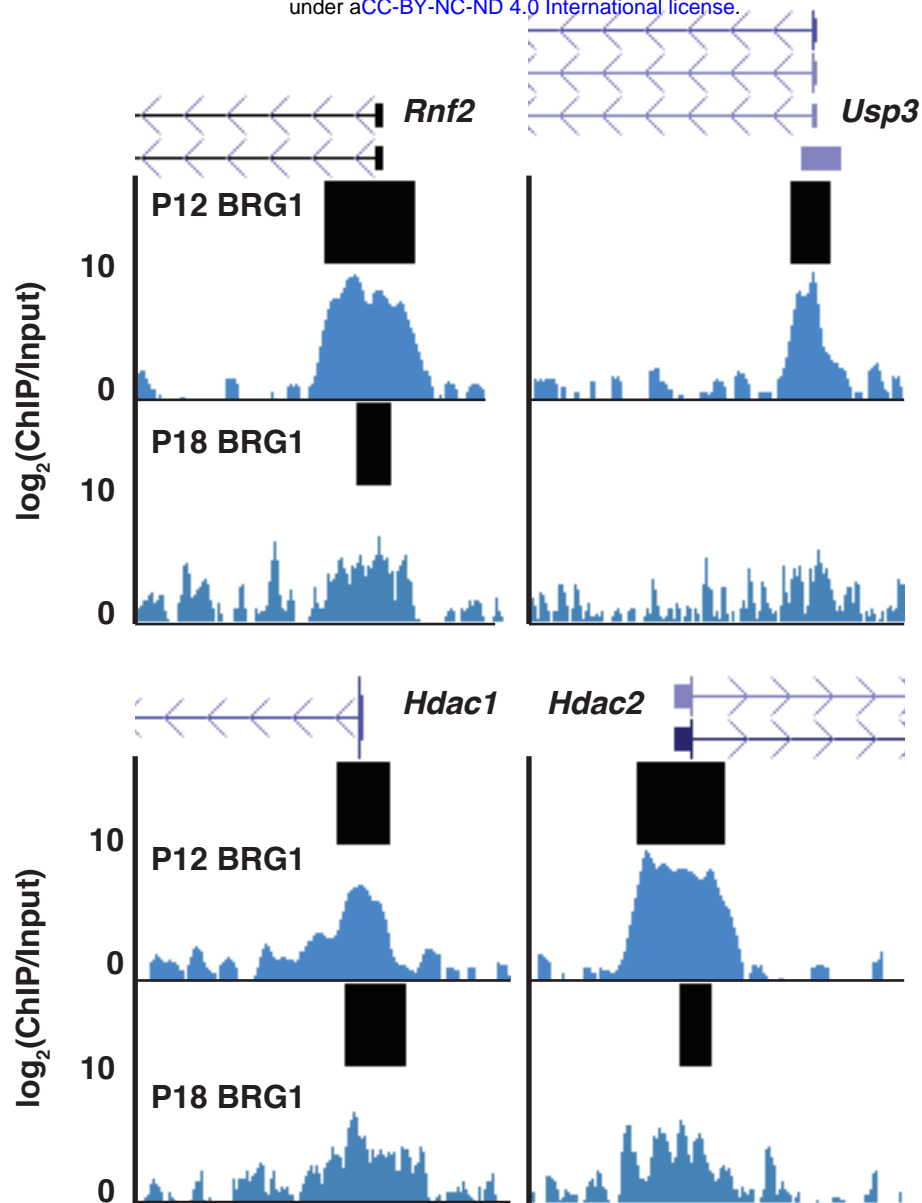 under aCC-BY-NC-ND 4.0 International license.
Rnf2
Usp3
P12 BRG1
10
0
P18 BRG1
10
0
log2(ChIP/Input)
Hdac1
Hdac2
10
P12 BRG1
0
10
P18 BRG1
0
log2(ChIP/Input)